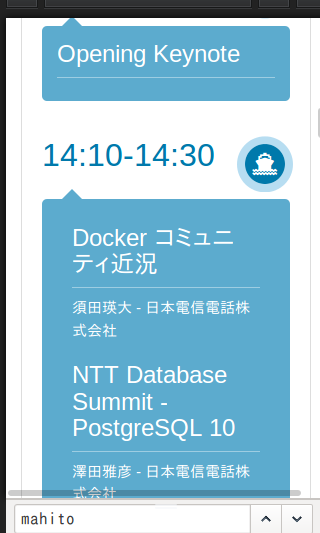 Opening Keynote
14:10-14:30
Docker コミュニ
ティ近況
須田瑛大 - 日本電信電話株
式会社
NTT Database
Summit -
PostgreSQL 10
澤田雅彦 - 日本電信電話株
式会社
mahito